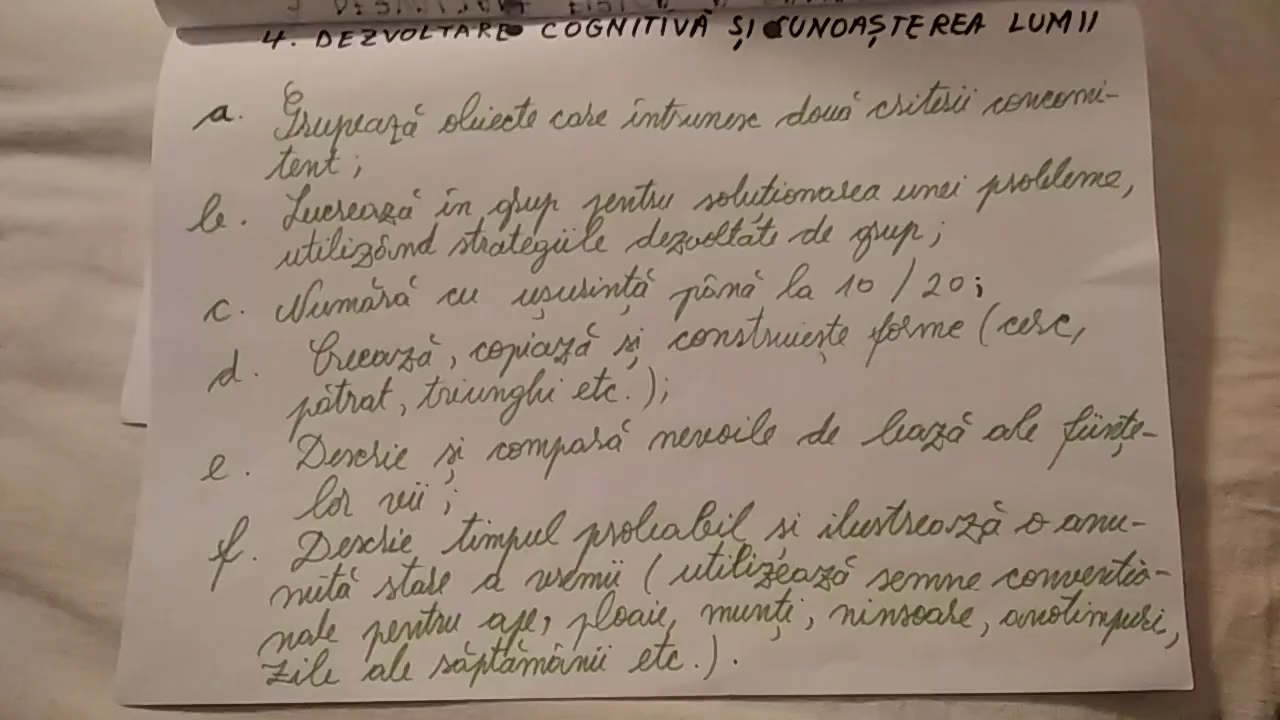 4. DEZVOLTARE COGNITIVĂ ȘI CUNOAȘTEREA LUMII
a. Grupează obiecte care întrunesc două criterii concomi-
tent;
b. Lucrează în grup pentru soluționarea unei probleme,
utilizând strategiile dezvoltate de grup;
c. Numără cu ușurință până la 10 / 20;
d. Creează, copiază și construiește forme (cerc,
pătrat, triunghi etc.);
e. Descrie și compară nevoile de bază ale ființe-
lor vii;
f. Descrie timpul probabil si ilustrează o anu-
mită stare a vremii (utilizează semne conventio-
nale pentru ape, ploaie, munți, ninsoare, anotimpuri,
zile ale săptămânii etc.).